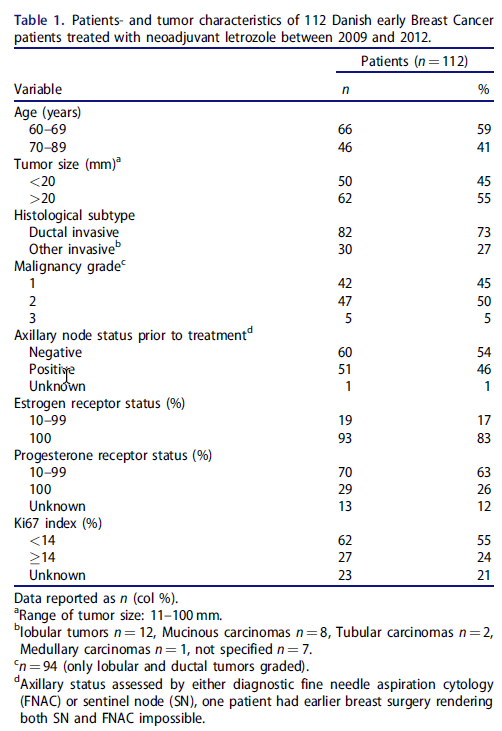 Table 1. Patients- and tumor characteristics of 112 Danish early Breast Cancer
patients treated with neoadjuvant letrozole between 2009 and 2012.
Patients (n = 112)
Variable n %
Age (years)
60–69 66 59
70–89 46 41
Tumor size (mm)a
<20 50 45
>20 62 55
Histological subtype
Ductal invasive 82 73
Other invasiveb 30 27
Malignancy gradec
1 42 45
2 47 50
3 5 5
Axillary node status prior to treatmentd
Negative 60 54
Positive 51 46
Unknown 1 1
Estrogen receptor status (%)
10–99 19 17
100 93 83
Progesterone receptor status (%)
10–99 70 63
100 29 26
Unknown 13 12
Ki67 index (%)
<14 62 55
≥14 27 24
Unknown 23 21
Data reported as n (col %).
aRange of tumor size: 11–100 mm.
blobular tumors n = 12, Mucinous carcinomas n = 8, Tubular carcinomas n = 2,
Medullary carcinomas n = 1, not specified n = 7.
cn = 94 (only lobular and ductal tumors graded).
dAxillary status assessed by either diagnostic fine needle aspiration cytology
(FNAC) or sentinel node (SN), one patient had earlier breast surgery rendering
both SN and FNAC impossible.